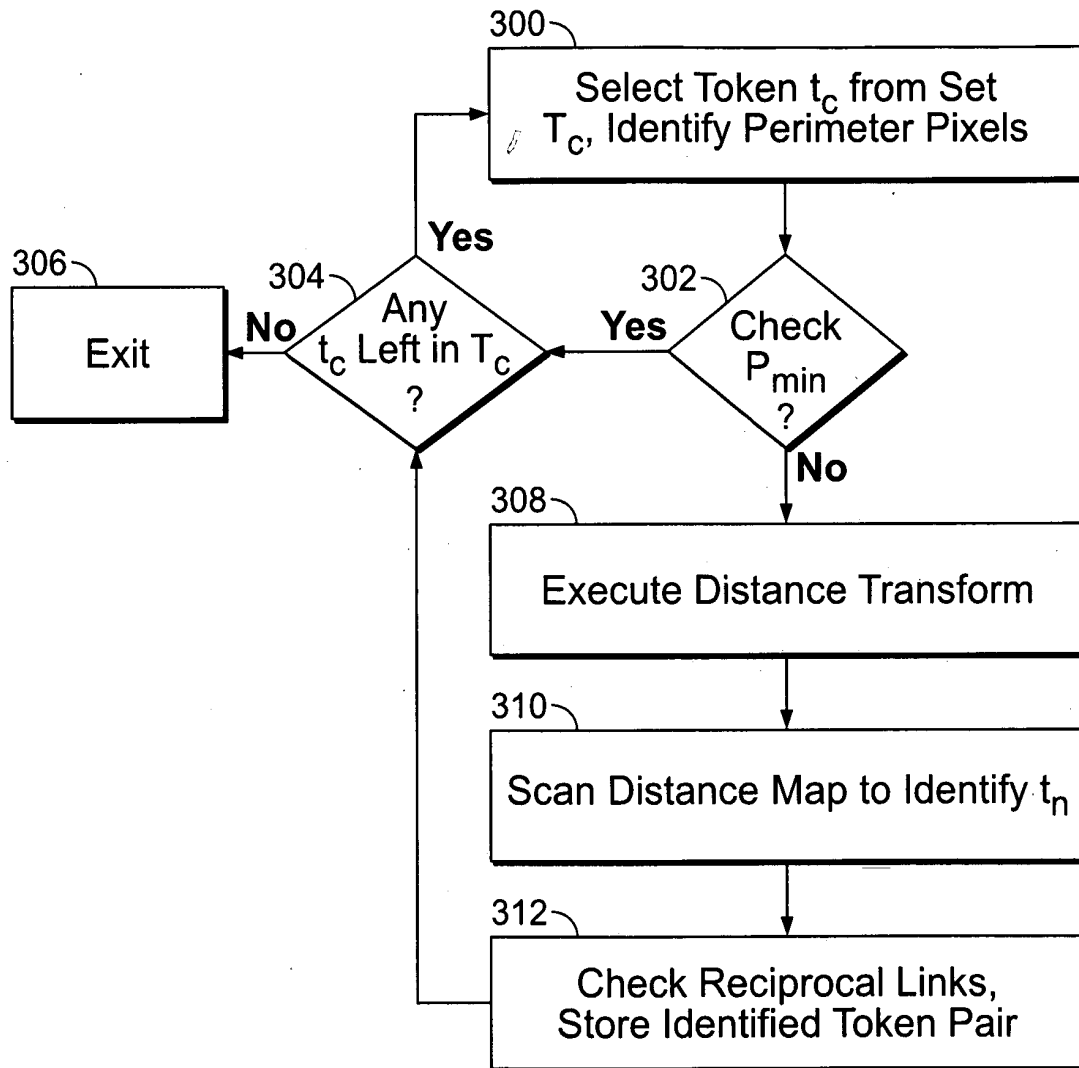 300
Select Token t_c from Set
T_c, Identify Perimeter Pixels
Yes
306
Exit
No
304
Any
t_c Left in T_c
?
Yes
302
Check
P_min
?
No
308
Execute Distance Transform
310
Scan Distance Map to Identify t_n
312
Check Reciprocal Links,
Store Identified Token Pair